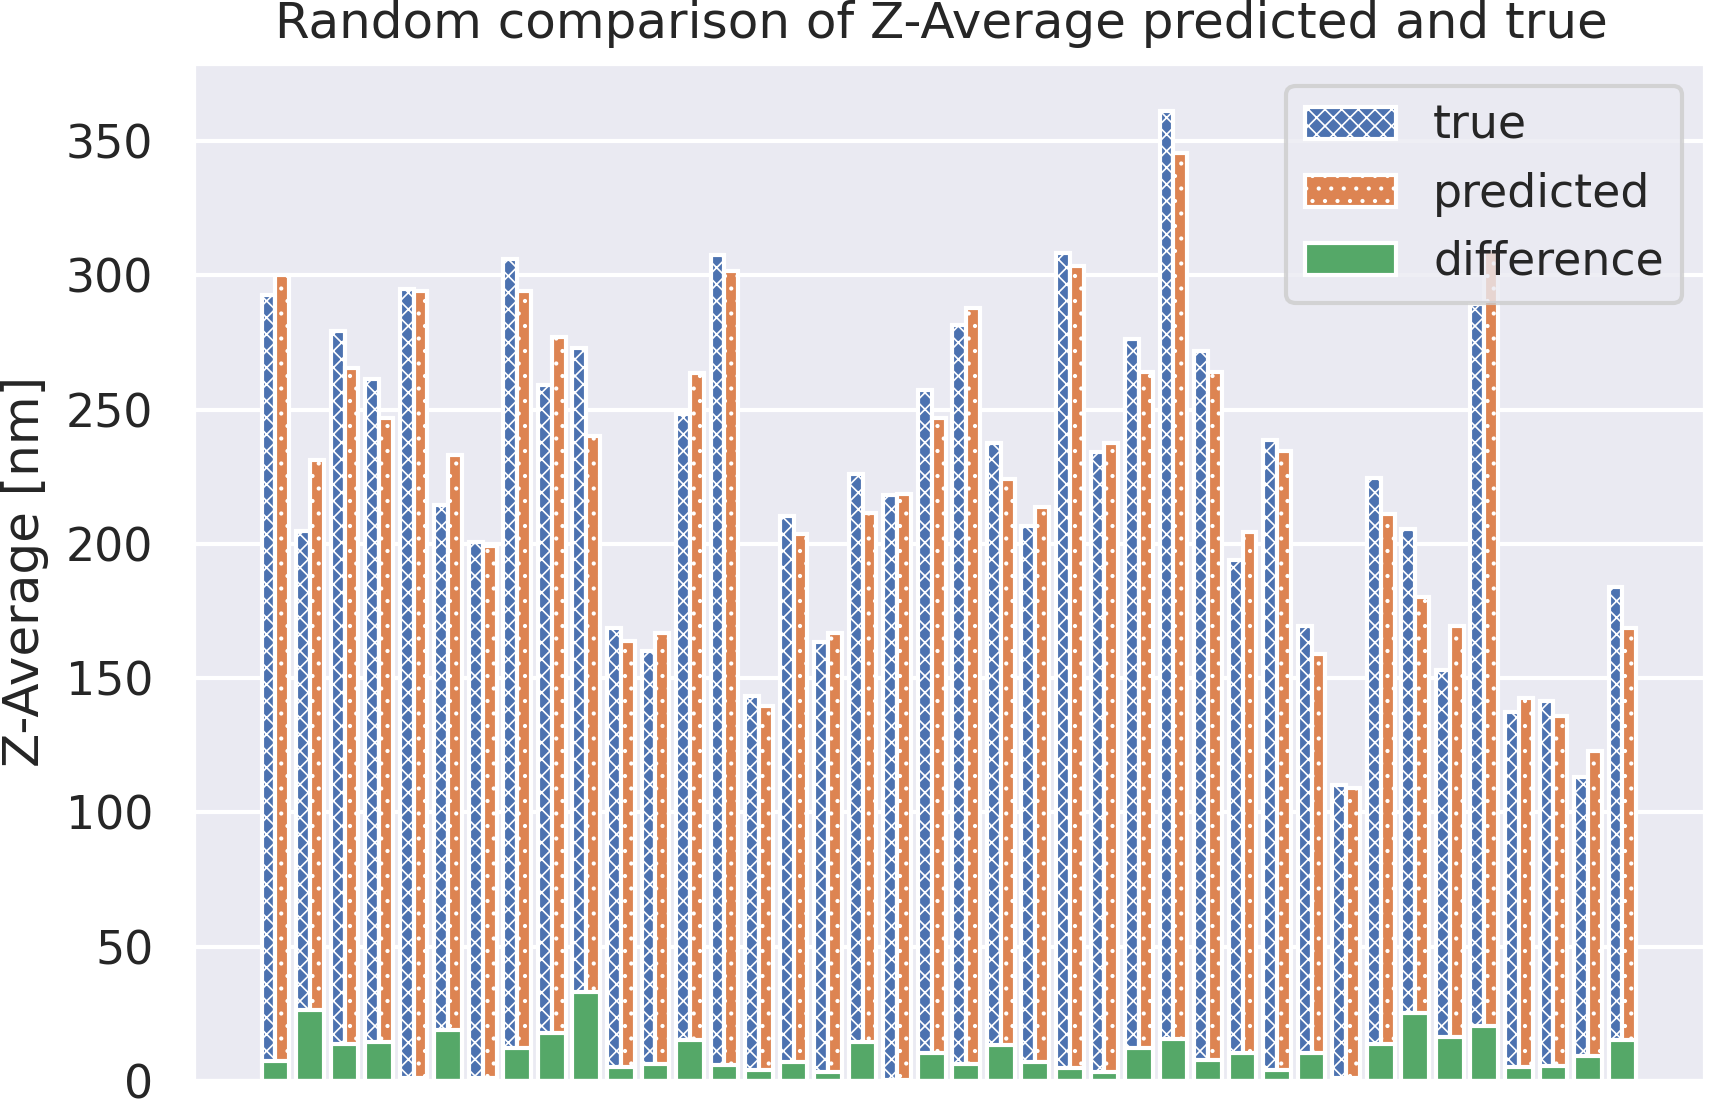 Random comparison of Z-Average predicted and true
Z-Average [nm]
350
300
250
200
150
100
50
0
true
predicted
difference